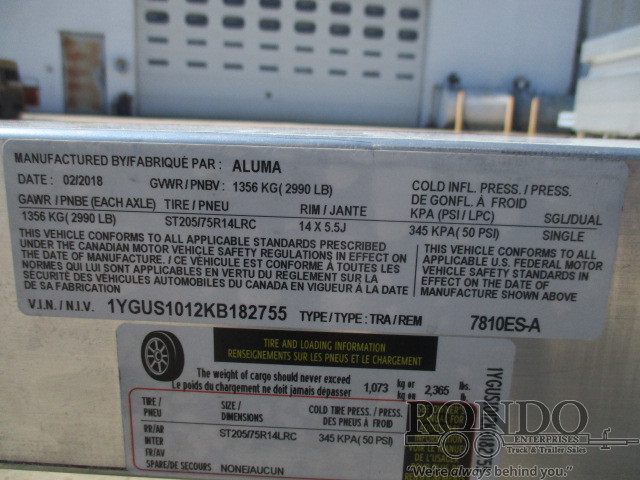 MANUFACTURED BY/FABRIQUÉ PAR : ALUMA
DATE : 02/2018 GVWR / PNBV : 1356 KG ( 2990 LB)
COLD INFL. PRESS. / PRESS. DE GONFL. À FROID
GAWR / PNBE (EACH AXLE) TIRE / PNEU RIM / JANTE KPA (PSI / LPC) SGL/DUAL
1356 KG ( 2990 LB) ST205/75R14LRC 14 X 5.5J 345 KPA ( 50 PSI) SINGLE
THIS VEHICLE CONFORMS TO ALL APPLICABLE STANDARDS PRESCRIBED
UNDER THE CANADIAN MOTOR VEHICLE SAFETY REGULATIONS IN EFFECT ON
THE DATE OF MANUFACTURE / CE VÉHICULE EST CONFORME À TOUTES LES
NORMES QUI LUI SONT APPLICABLES EN VERTU DU RÈGLEMENT SUR LA
SÉCURITÉ DES VÉHICULES AUTOMOBILES DU CANADA EN VIGUEUR À LA DATE
DE SA FABRICATION
THIS VEHICLE CONFORMS TO ALL
APPLICABLE U.S. FEDERAL MOTOR
VEHICLE STANDARDS IN EFFECT ON
THE DATE OF
MANUFACTURE SHOWN ABOVE
V.I.N. / N.I.V. 1YGUS1012KB182755 TYPE / TYPE : TRA / REM 7810ES-A
TIRE AND LOADING INFORMATION
RENSEIGNEMENTS SUR LES PNEUS ET LE CHARGEMENT
The weight of cargo should never exceed
Le poids du chargement ne doit jamais dépasser 1,073 kg or kg ou 2,365 lbs.
TIRE / PNEU SIZE / DIMENSIONS COLD TIRE PRESS. / PRESS. DES PNEUS À FROID
RR/AR ST205/75R14LRC 345 KPA( 50 PSI)
INTER
FR/AV
SPARE/DE SECOURS NONE/AUCUN
RONDO
ENTERPRISES
Truck & Trailer Sales
"We're always behind you."